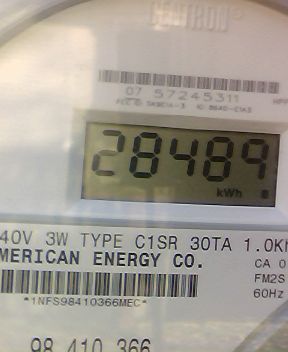 CENTRON®
07 57245311
28489
kWh
40V 3W TYPE C1SR 30TA 1.0K
MERICAN ENERGY CO.
CA 0
FM2S
60Hz
*1NFS98410366MEC*
98 410 366